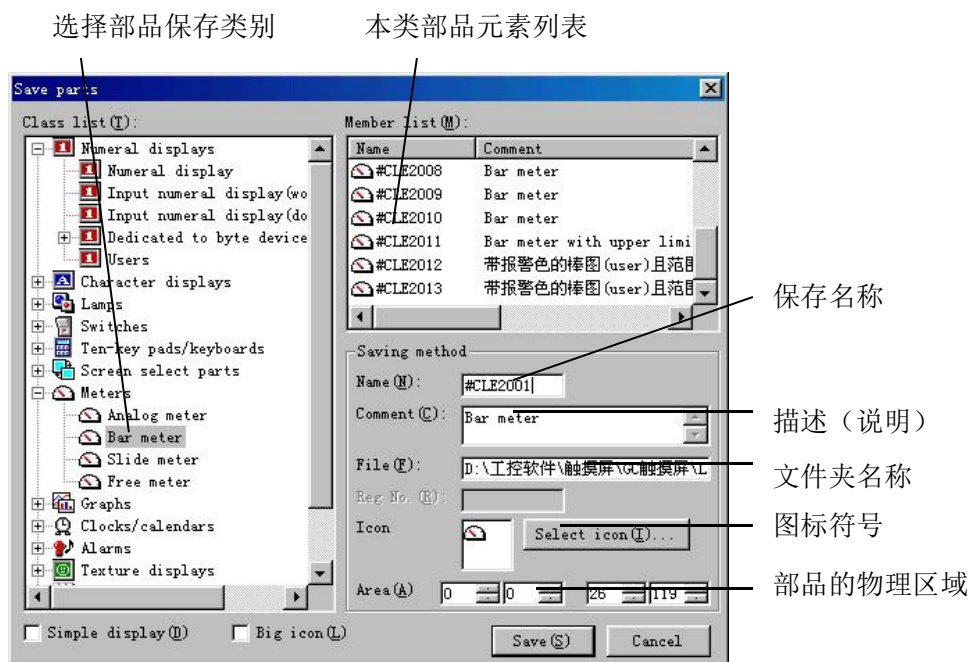 选择部品保存类别
本类部品元素列表
Save parts
Class list(T):
Numeral displays
Numeral display
Input numeral display(wo
Input numeral display(do
Dedicated to byte device
Users
Character displays
Lamps
Switches
Ten-key pads/keyboards
Screen select parts
Meters
Analog meter
Bar meter
Slide meter
Free meter
Graphs
Clocks/calendars
Alarms
Texture displays
Simple display(D)
Big icon(L)
Member list(M):
Name Comment
#CLE2008 Bar meter
#CLE2009 Bar meter
#CLE2010 Bar meter
#CLE2011 Bar meter with upper limi
#CLE2012 带报警色的棒图(user)且范围
#CLE2013 带报警色的棒图(user)且范围
Saving method
Name(N): #CLE2001
Comment(C): Bar meter
File(F): D:\工控软件\触摸屏\GC触摸屏\L
Reg No.(R):
Icon
Select icon(I)...
Area(A) 0 0 26 119
Save(S)
Cancel
保存名称
描述（说明）
文件夹名称
图标符号
部品的物理区域